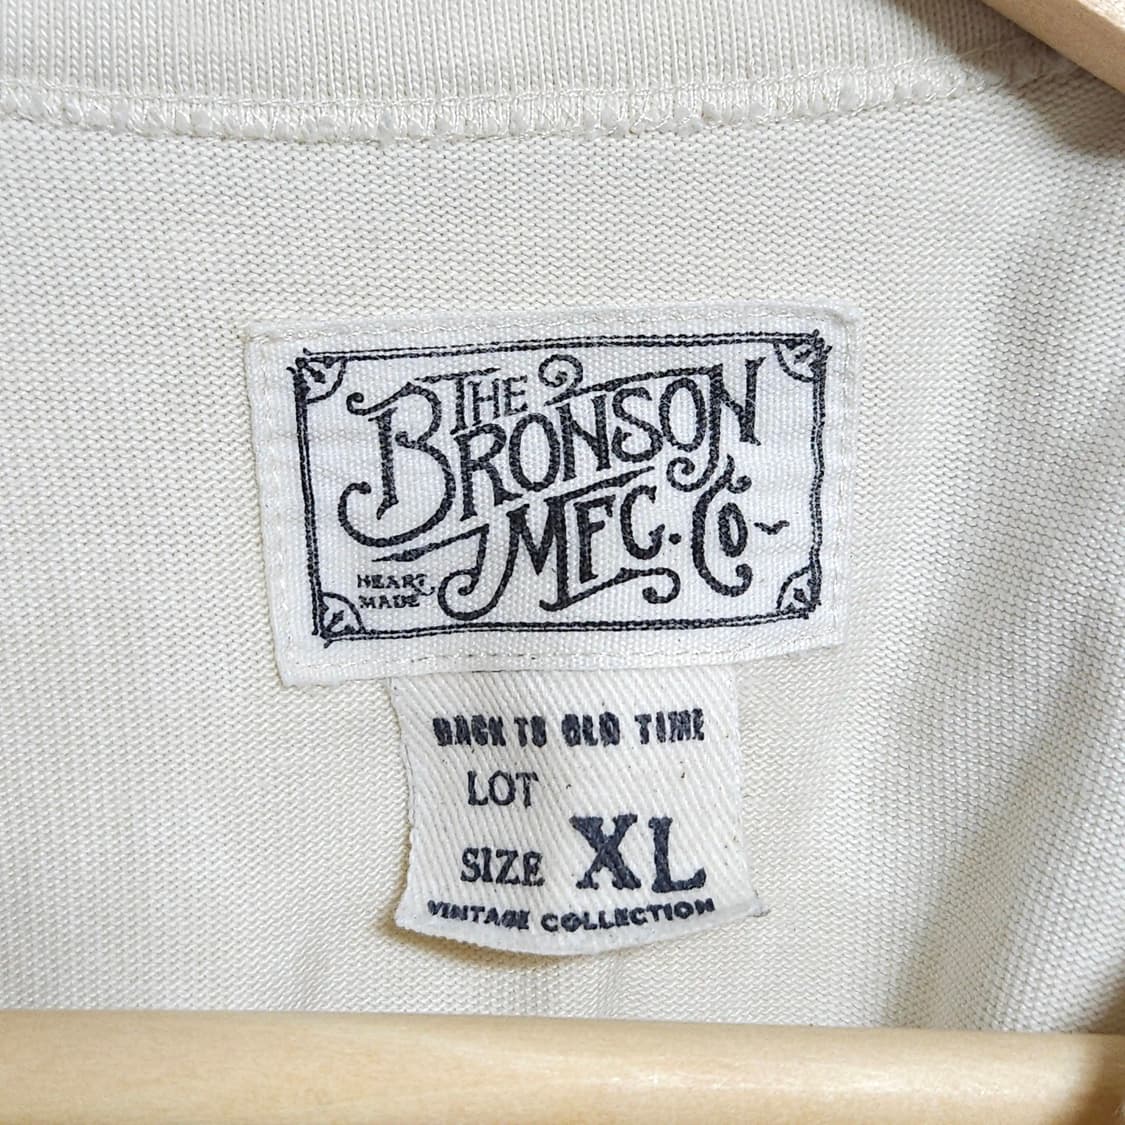 THE
BRONSON
MFG. Co
HEART
MADE
BACK TO OLD TIME
LOT
SIZE XL
VINTAGE COLLECTION